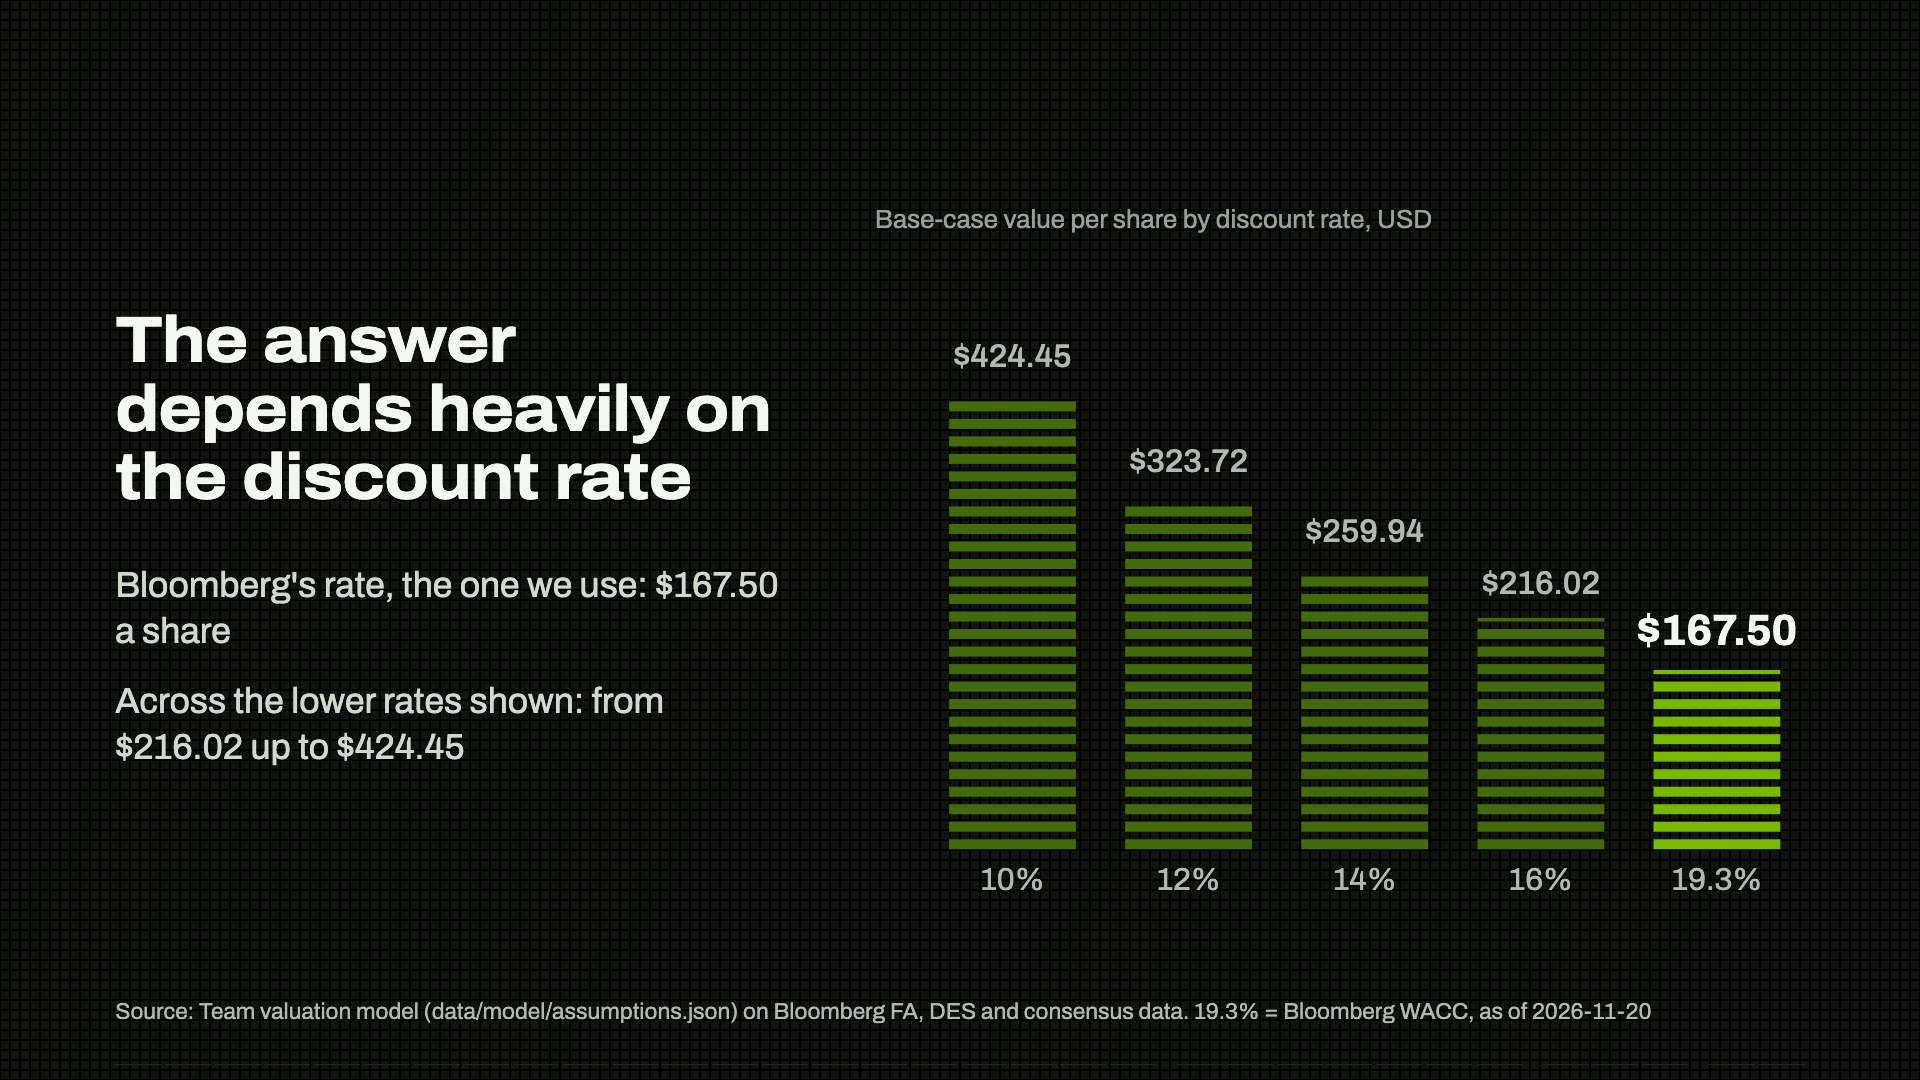 Base-case value per share by discount rate, USD
The answer
depends heavily on
the discount rate
Bloomberg's rate, the one we use: $167.50
a share
Across the lower rates shown: from
$216.02 up to $424.45
$424.45
$323.72
$259.94
$216.02
$167.50
10%
12%
14%
16%
19.3%
Source: Team valuation model (data/model/assumptions.json) on Bloomberg FA, DES and consensus data. 19.3% = Bloomberg WACC, as of 2026-11-20